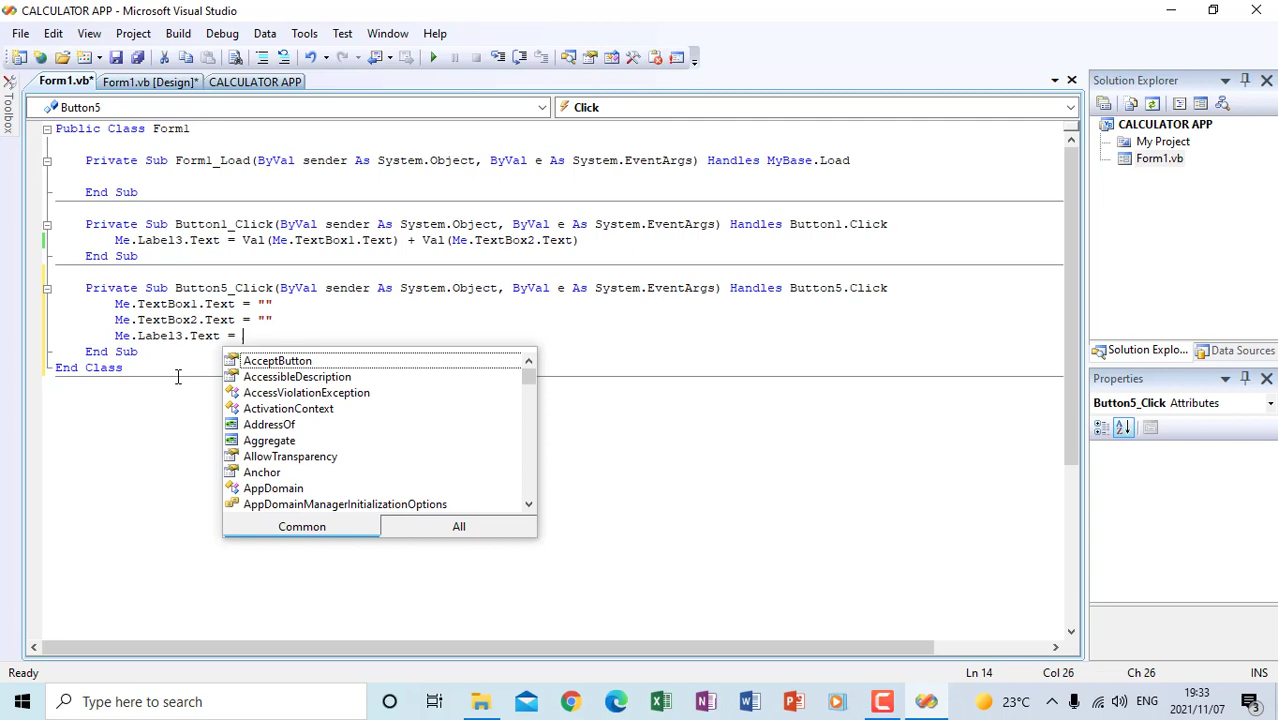 CALCULATOR APP - Microsoft Visual Studio
File Edit View Project Build Debug Data Tools Test Window Help
Form1.vb* Form1.vb [Design]* CALCULATOR APP
Toolbox
Button5 Click
Public Class Form1
Private Sub Form1_Load(ByVal sender As System.Object, ByVal e As System.EventArgs) Handles MyBase.Load
End Sub
Private Sub Button1_Click(ByVal sender As System.Object, ByVal e As System.EventArgs) Handles Button1.Click
Me.Label3.Text = Val(Me.TextBox1.Text) + Val(Me.TextBox2.Text)
End Sub
Private Sub Button5_Click(ByVal sender As System.Object, ByVal e As System.EventArgs) Handles Button5.Click
Me.TextBox1.Text = ""
Me.TextBox2.Text = ""
Me.Label3.Text =
End Sub
End Class
AcceptButton
AccessibleDescription
AccessViolationException
ActivationContext
AddressOf
Aggregate
AllowTransparency
Anchor
AppDomain
AppDomainManagerInitializationOptions
Common All
Solution Explorer
CALCULATOR APP
My Project
Form1.vb
Solution Explo... Data Sources
Properties
Button5_Click Attributes
Ready Ln 14 Col 26 Ch 26 INS
Type here to search
23°C ENG 19:33
2021/11/07
3